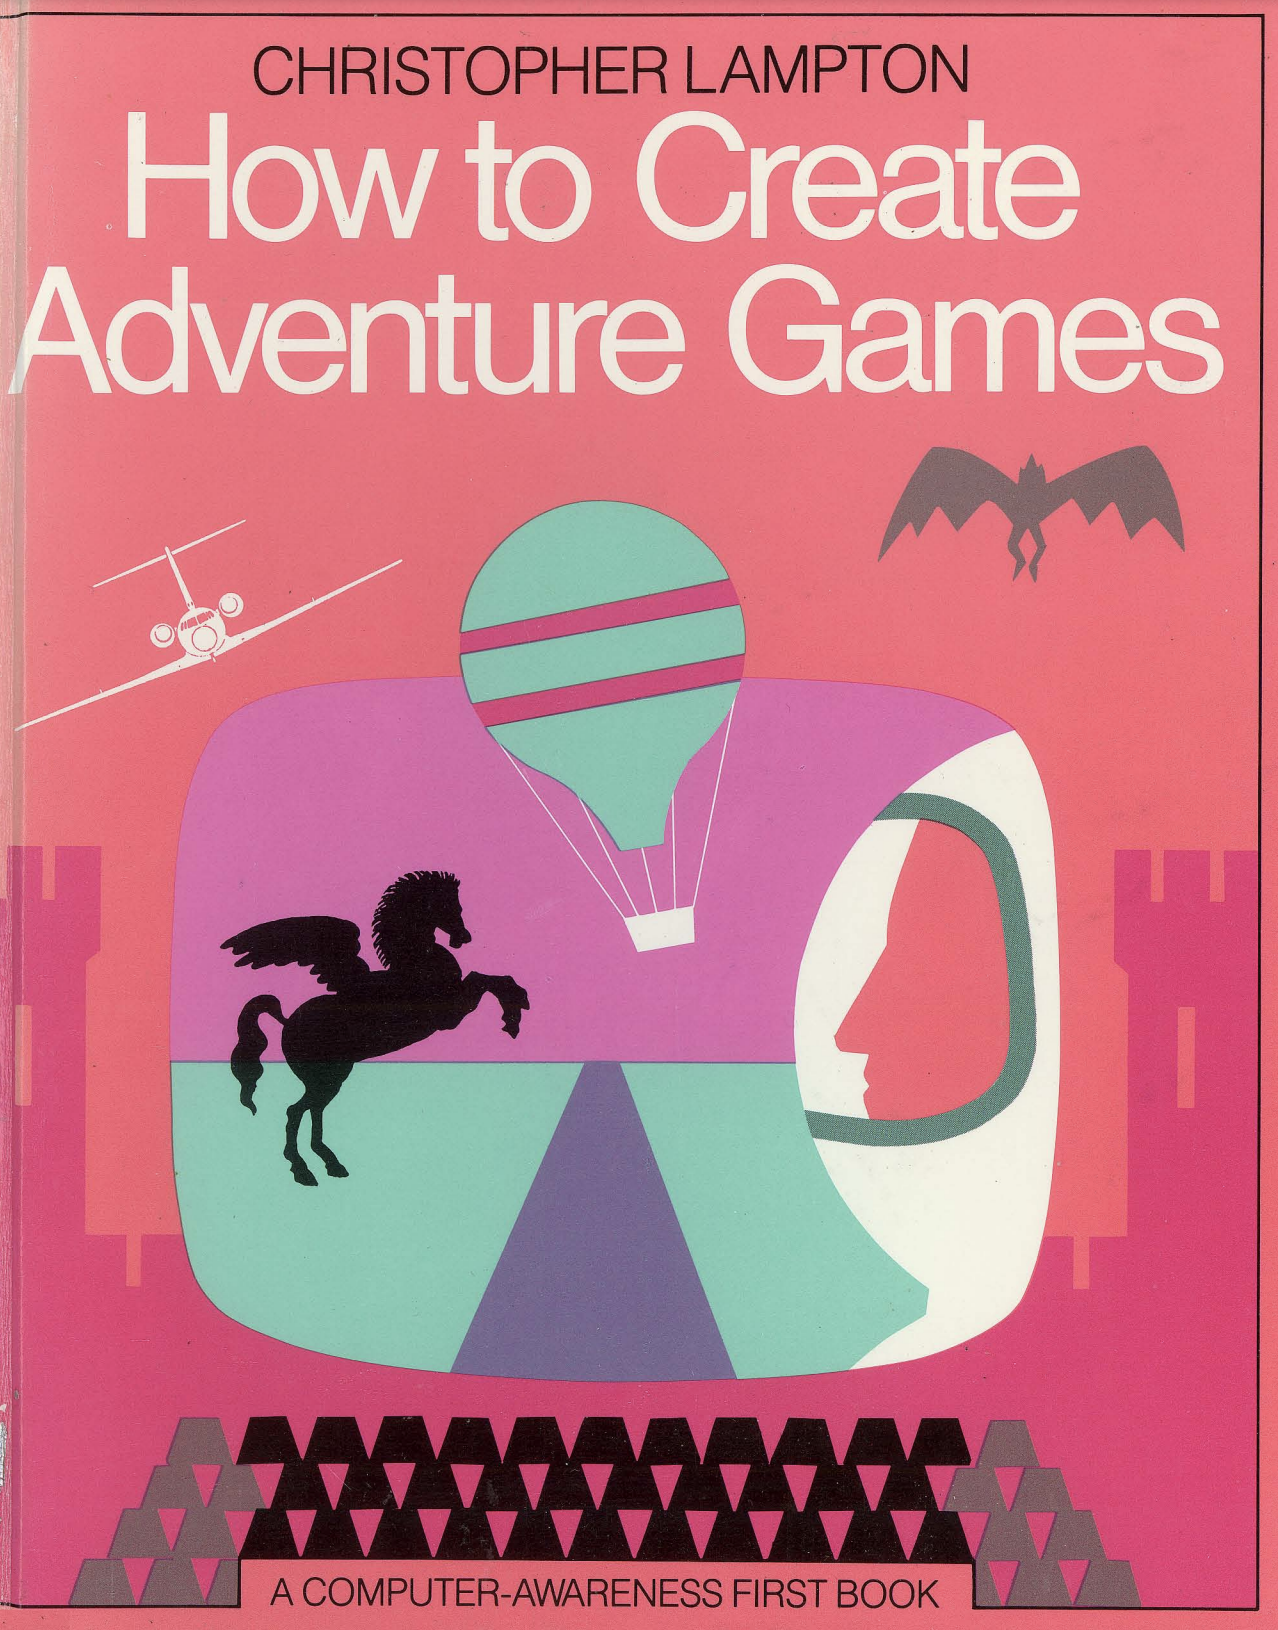 CHRISTOPHER LAMPTON
How to Create
Adventure Games
A COMPUTER-AWARENESS FIRST BOOK